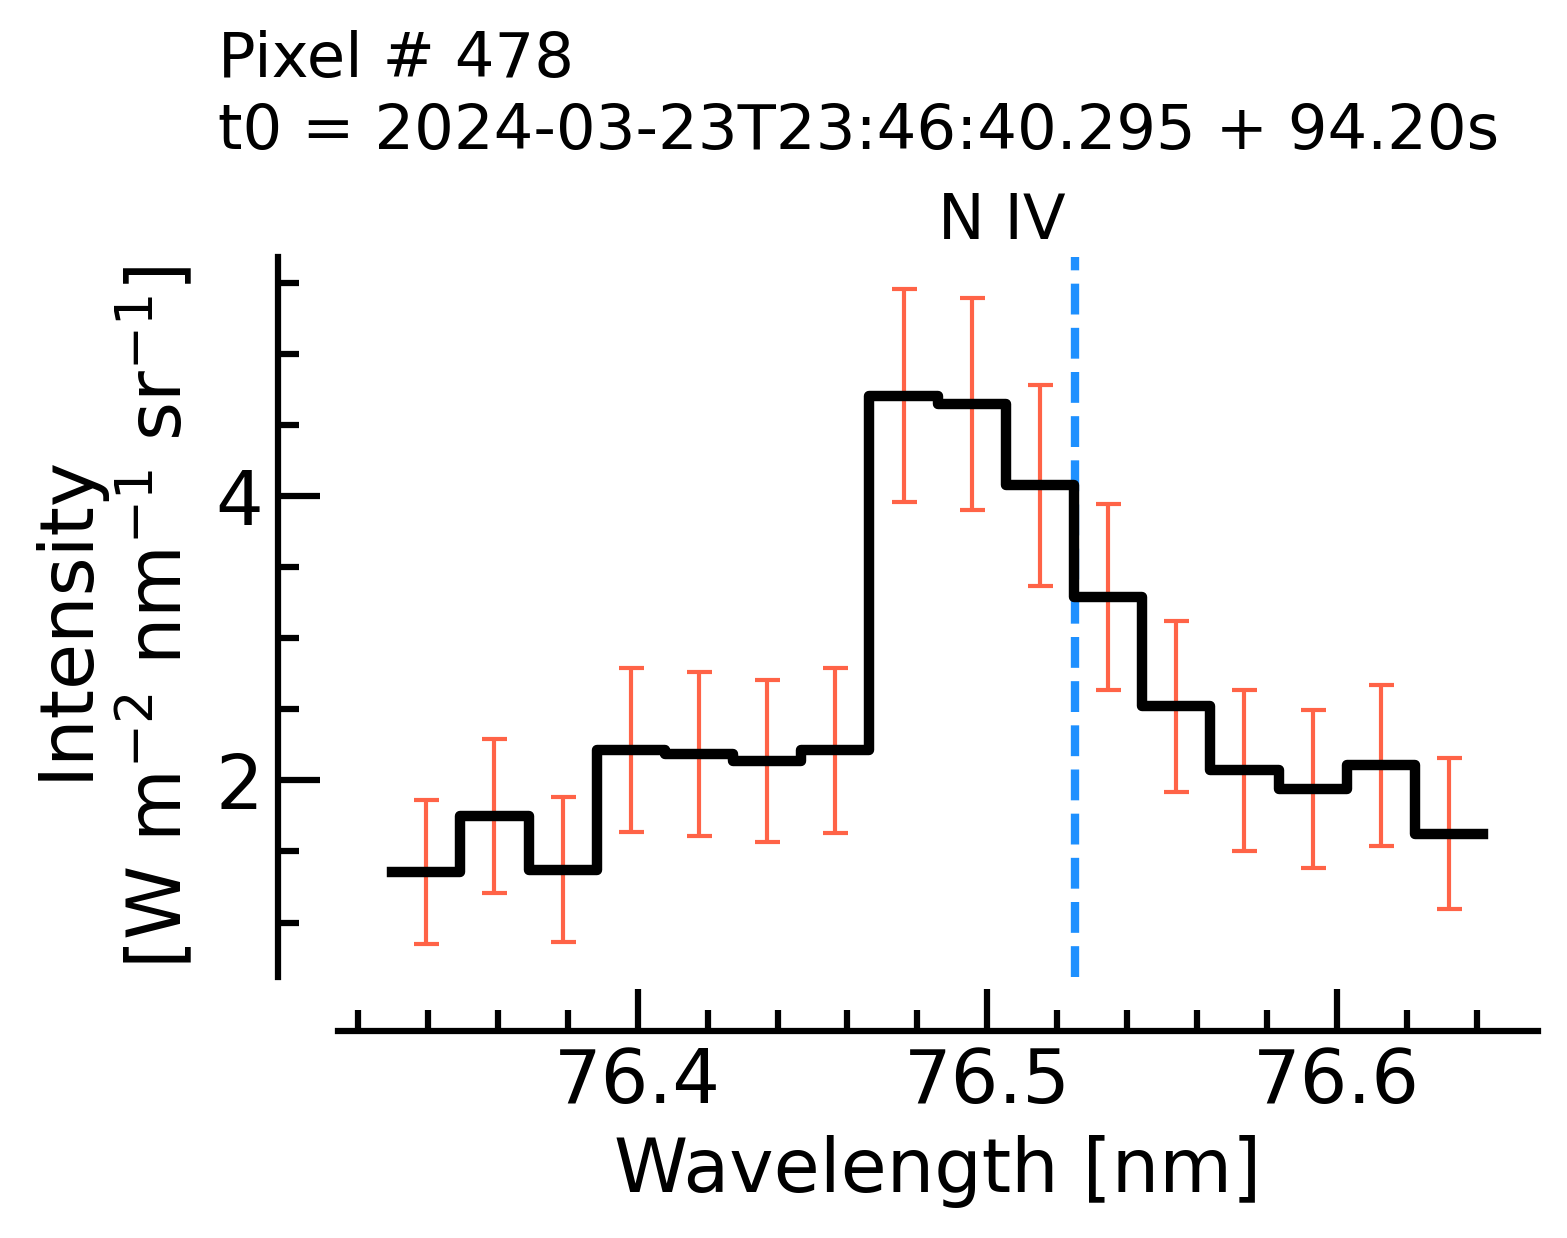 Pixel # 478
t0 = 2024-03-23T23:46:40.295 + 94.20s
N IV
Intensity
[W m⁻² nm⁻¹ sr⁻¹]
4
2
76.4 76.5 76.6
Wavelength [nm]